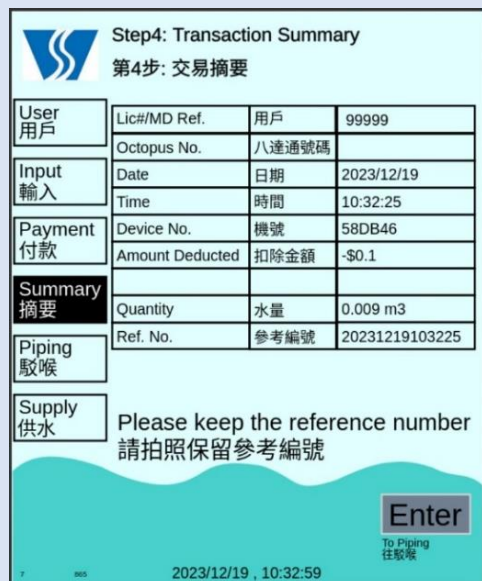 Step4: Transaction Summary
第4步: 交易摘要
User
用戶
Input
輸入
Payment
付款
Summary
摘要
Piping
駁喉
Supply
供水
Lic#/MD Ref. 用戶 99999
Octopus No. 八達通號碼
Date 日期 2023/12/19
Time 時間 10:32:25
Device No. 機號 58DB46
Amount Deducted 扣除金額 -$0.1
Quantity 水量 0.009 m3
Ref. No. 參考編號 20231219103225
Please keep the reference number
請拍照保留參考編號
Enter
To Piping
往駁喉
7 865 2023/12/19 , 10:32:59